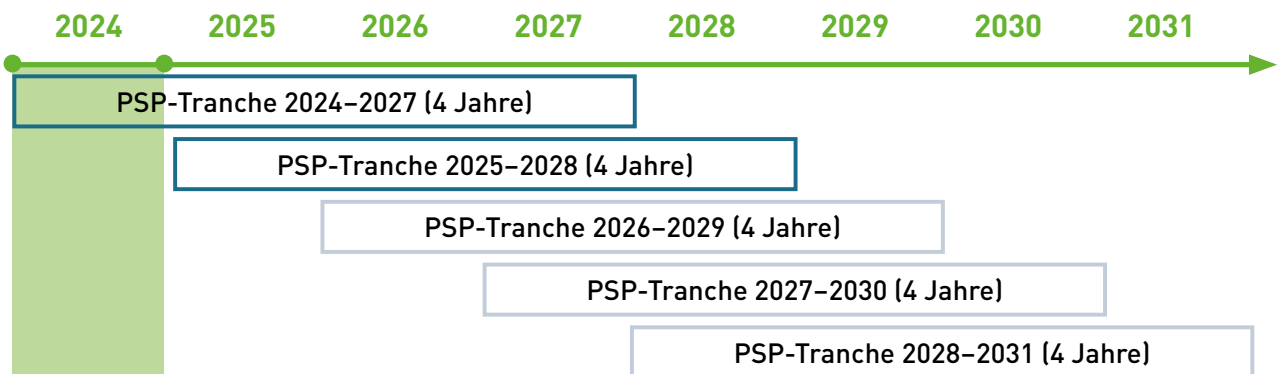 2024 2025 2026 2027 2028 2029 2030 2031
PSP-Tranche 2024–2027 (4 Jahre)
PSP-Tranche 2025–2028 (4 Jahre)
PSP-Tranche 2026–2029 (4 Jahre)
PSP-Tranche 2027–2030 (4 Jahre)
PSP-Tranche 2028–2031 (4 Jahre)